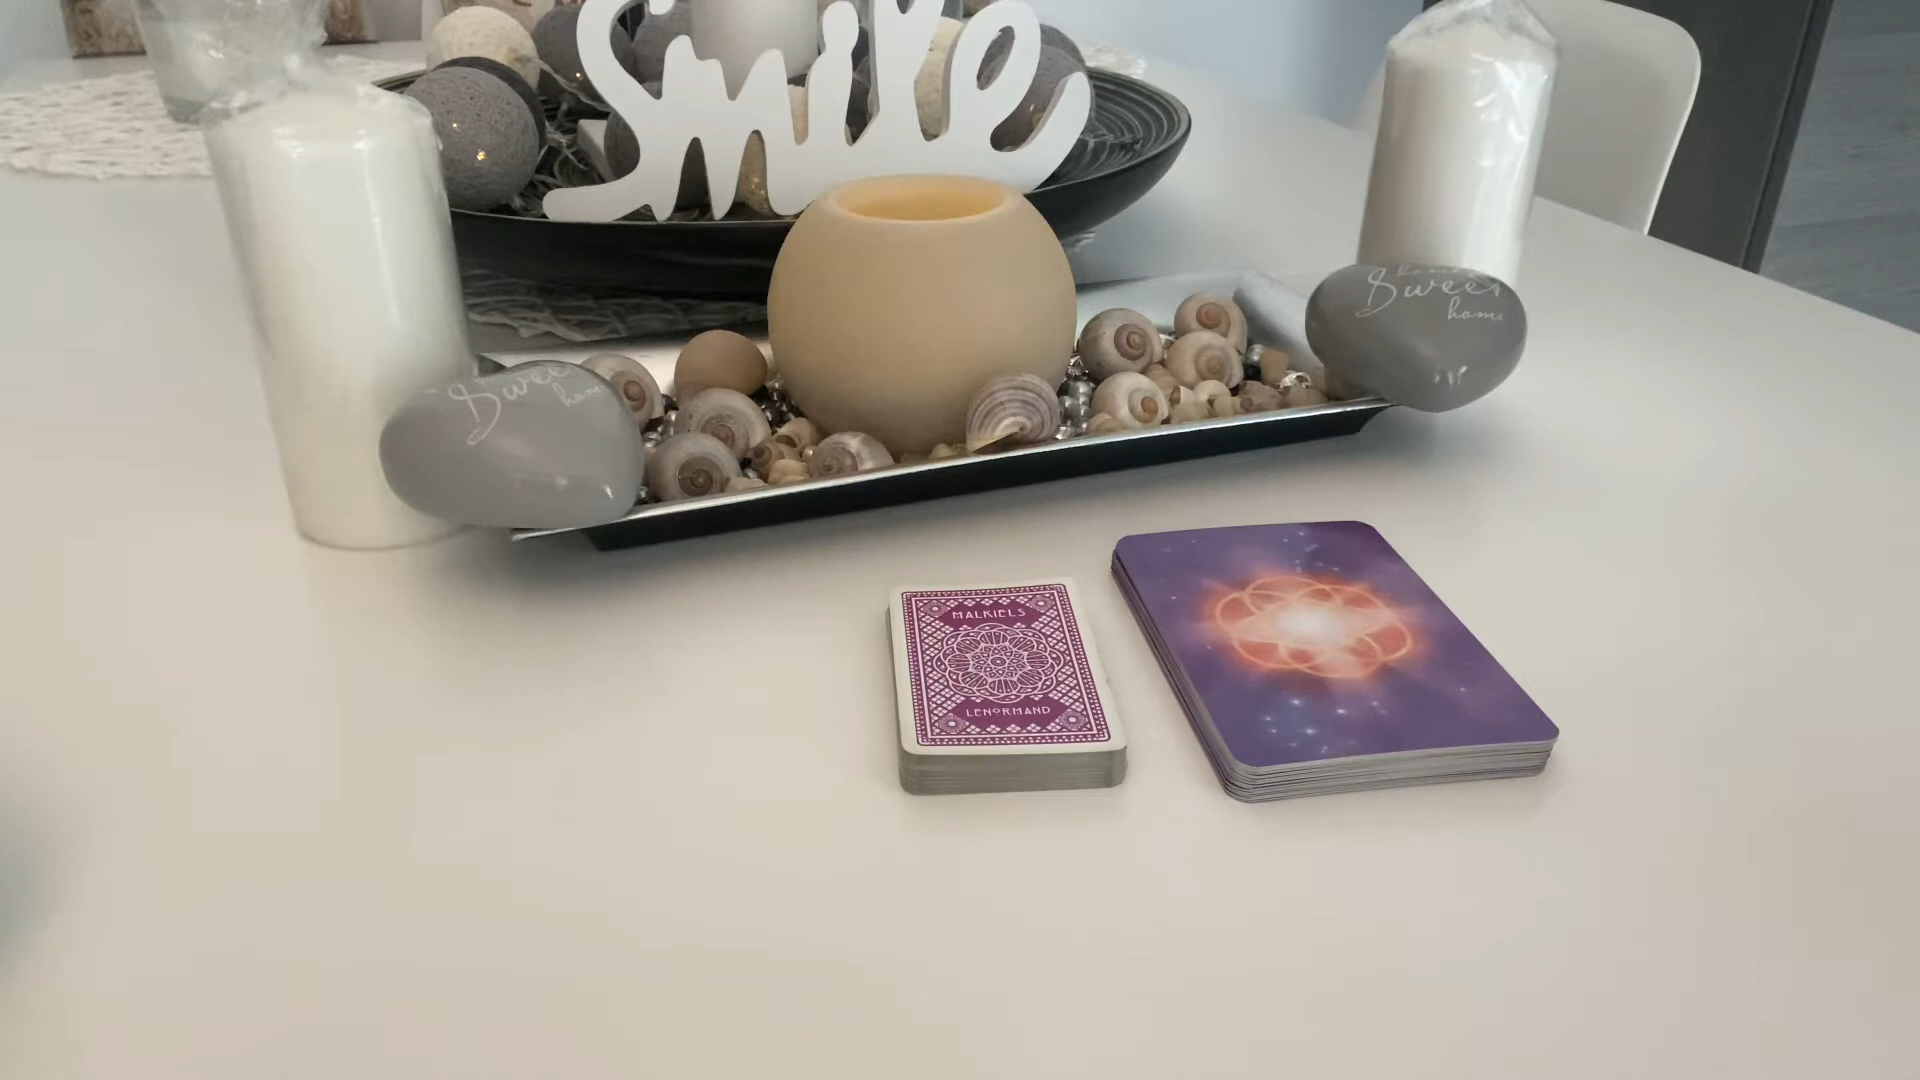 Smile
Sweet
home
Sweet
home
MALKIELS
LENORMAND